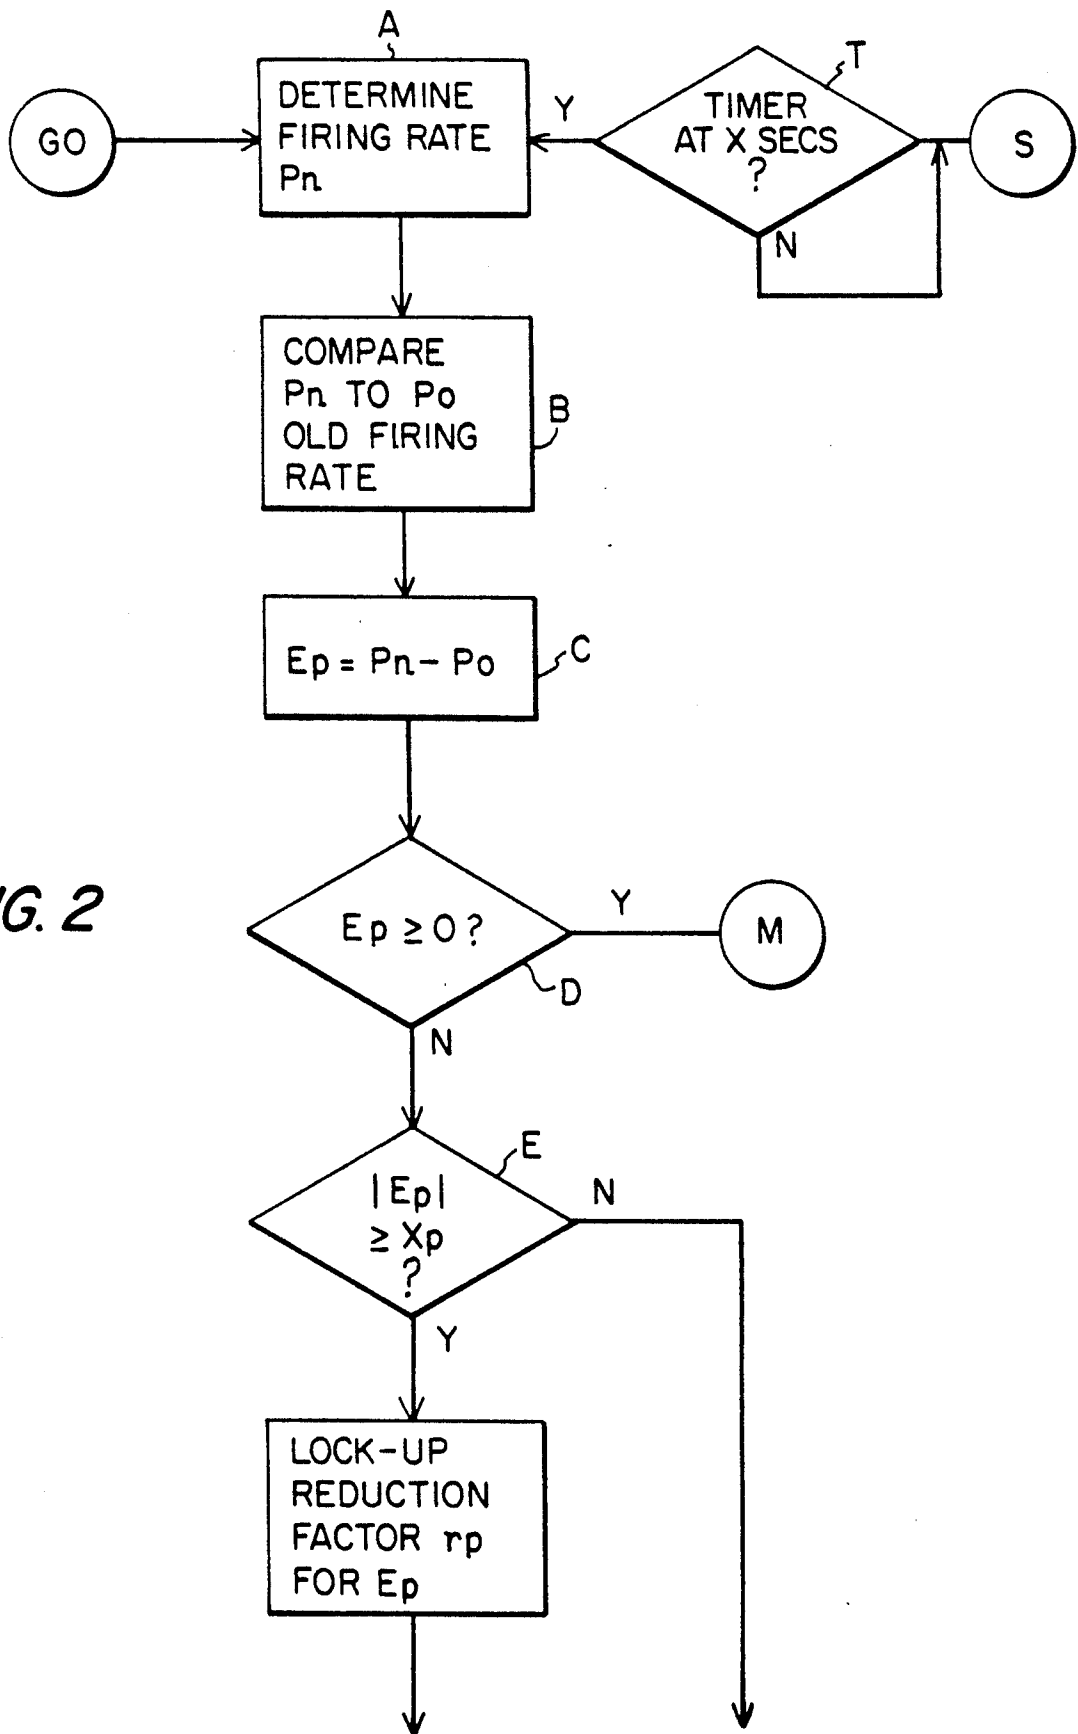 A
GO
DETERMINE
FIRING RATE
Pn
Y
TIMER
AT X SECS
?
T
S
N
COMPARE
Pn TO Po
OLD FIRING
RATE
B
Ep = Pn - Po
C
IG. 2
Ep ≥ O?
Y
M
D
N
E
|Ep|
≥ Xp
?
N
Y
LOCK-UP
REDUCTION
FACTOR rp
FOR Ep